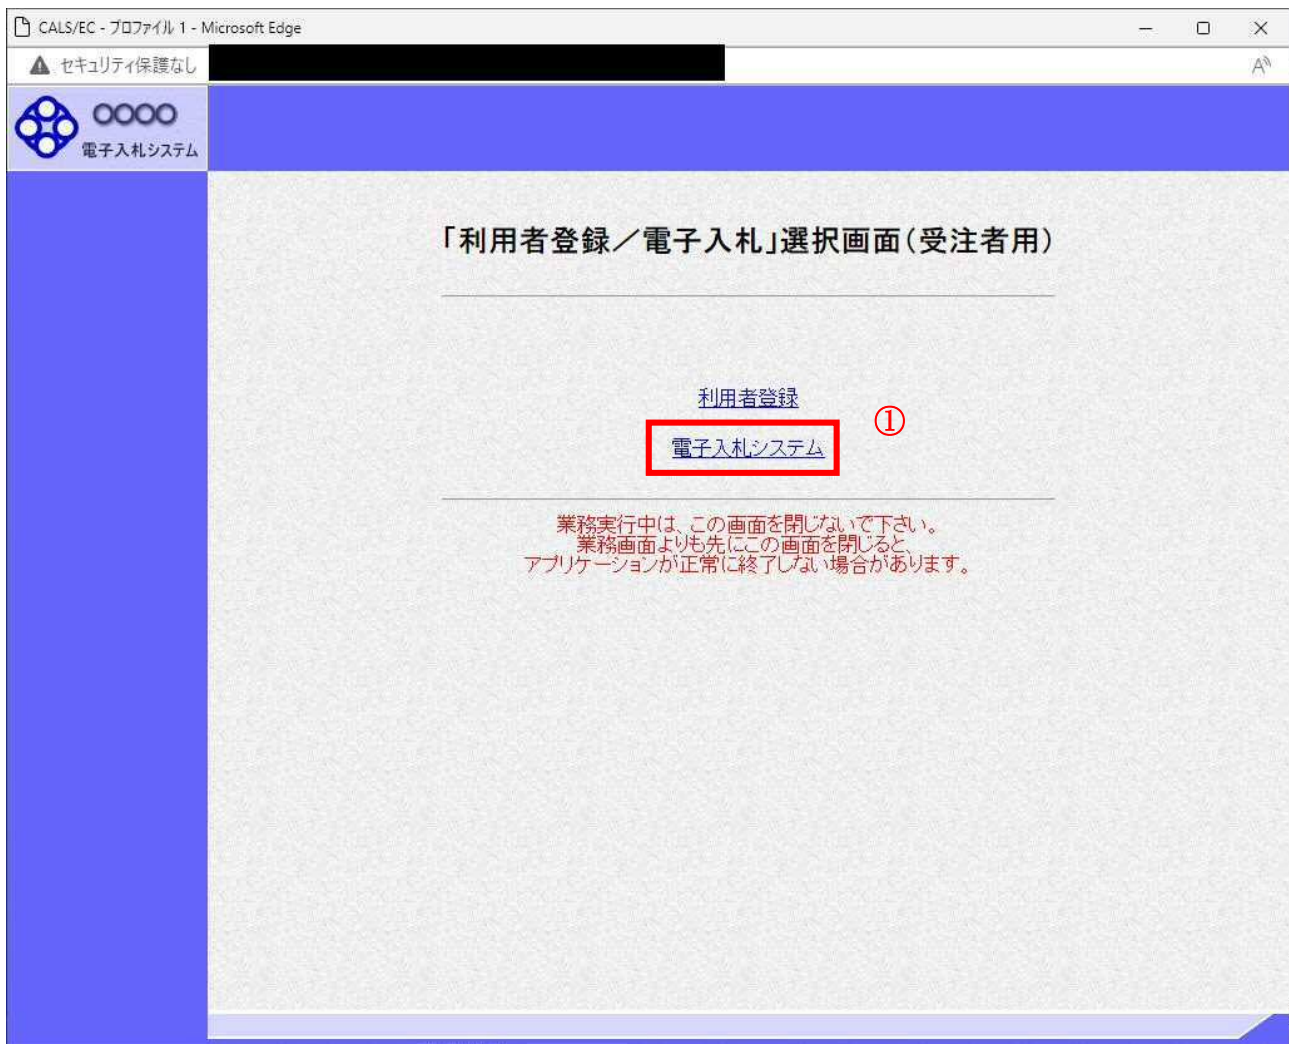 CALS/EC - プロファイル 1 - Microsoft Edge
セキュリティ保護なし
○○○○
電子入札システム
「利用者登録／電子入札」選択画面(受注者用)
利用者登録
①
電子入札システム
業務実行中は、この画面を閉じないで下さい。
業務画面よりも先にこの画面を閉じると、
アプリケーションが正常に終了しない場合があります。